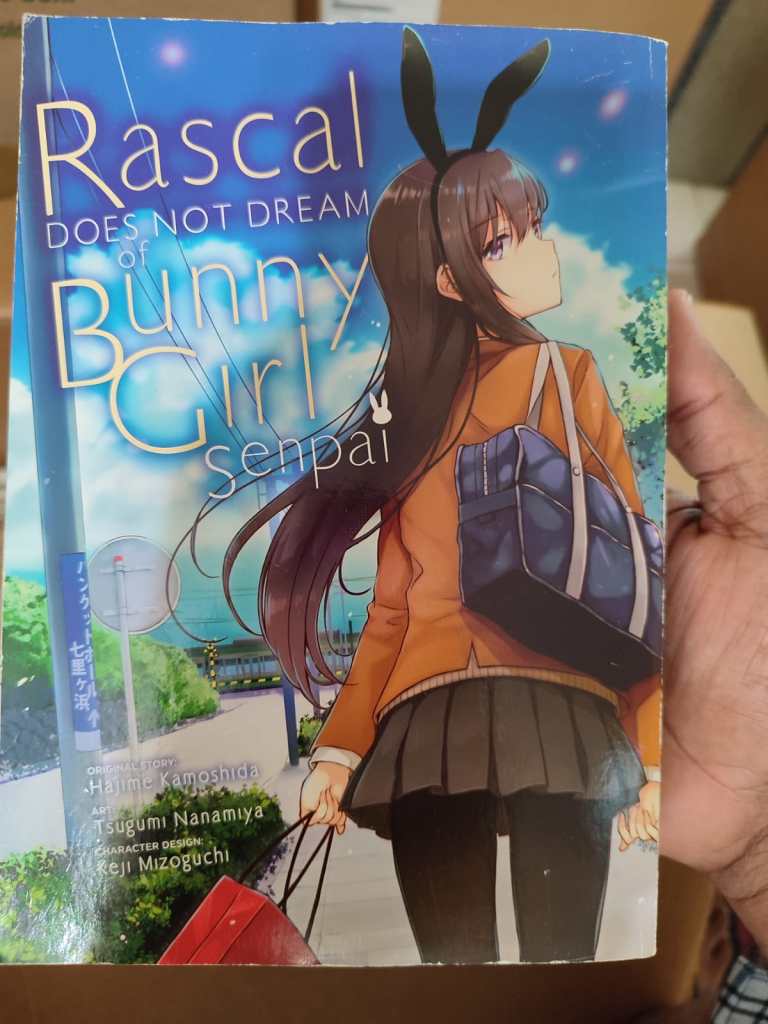 Rascal
DOES NOT DREAM
of
Bunny
Girl
Senpai
七里ヶ浜
ORIGINAL STORY:
Hajime Kamoshida
ART:
Tsugumi Nanamiya
CHARACTER DESIGN:
Keji Mizoguchi